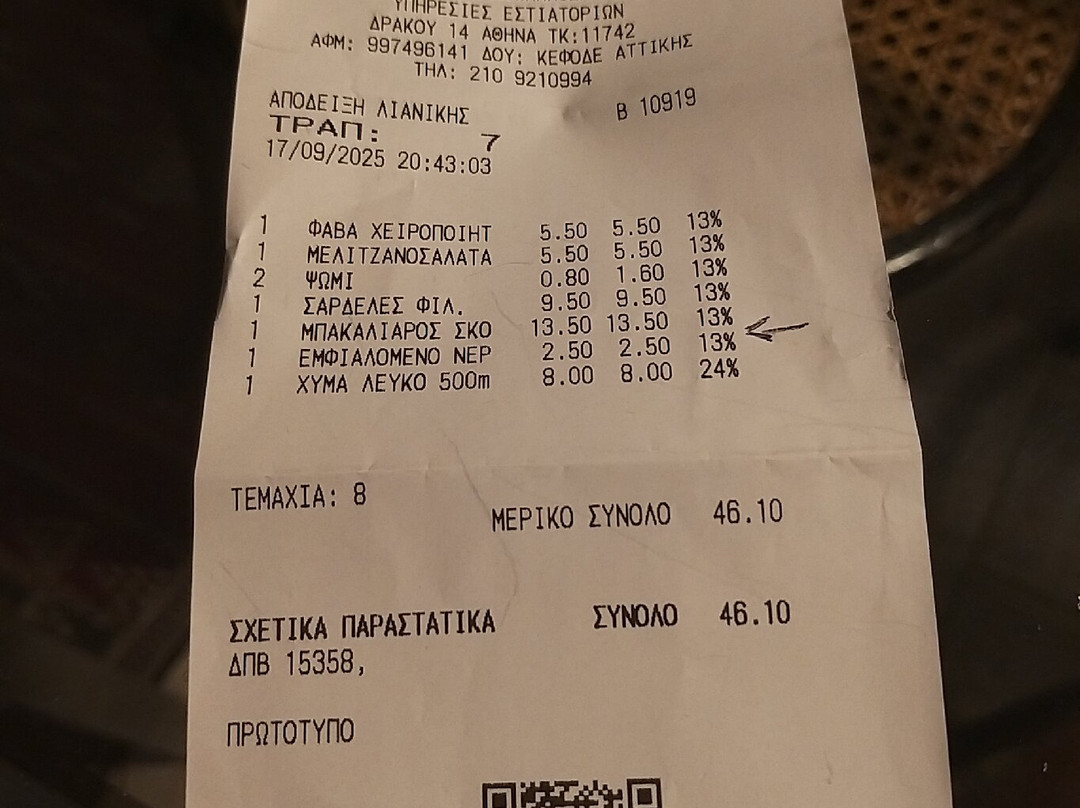 ΥΠΗΡΕΣΙΕΣ ΕΣΤΙΑΤΟΡΙΩΝ
ΔΡΑΚΟΥ 14 ΑΘΗΝΑ ΤΚ:11742
ΑΦΜ: 997496141 ΔΟΥ: ΚΕΦΟΔΕ ΑΤΤΙΚΗΣ
ΤΗΛ: 210 9210994
ΑΠΟΔΕΙΞΗ ΛΙΑΝΙΚΗΣ Β 10919
ΤΡΑΠ: 7
17/09/2025 20:43:03
1 ΦΑΒΑ ΧΕΙΡΟΠΟΙΗΤ 5.50 5.50 13%
1 ΜΕΛΙΤΖΑΝΟΣΑΛΑΤΑ 5.50 5.50 13%
2 ΨΩΜΙ 0.80 1.60 13%
1 ΣΑΡΔΕΛΕΣ ΦΙΛ. 9.50 9.50 13%
1 ΜΠΑΚΑΛΙΑΡΟΣ ΣΚΟ 13.50 13.50 13%
1 ΕΜΦΙΑΛΟΜΕΝΟ ΝΕΡ 2.50 2.50 13%
1 ΧΥΜΑ ΛΕΥΚΟ 500m 8.00 8.00 24%
ΤΕΜΑΧΙΑ: 8
ΜΕΡΙΚΟ ΣΥΝΟΛΟ 46.10
ΣΧΕΤΙΚΑ ΠΑΡΑΣΤΑΤΙΚΑ ΣΥΝΟΛΟ 46.10
ΔΠΒ 15358,
ΠΡΩΤΟΤΥΠΟ